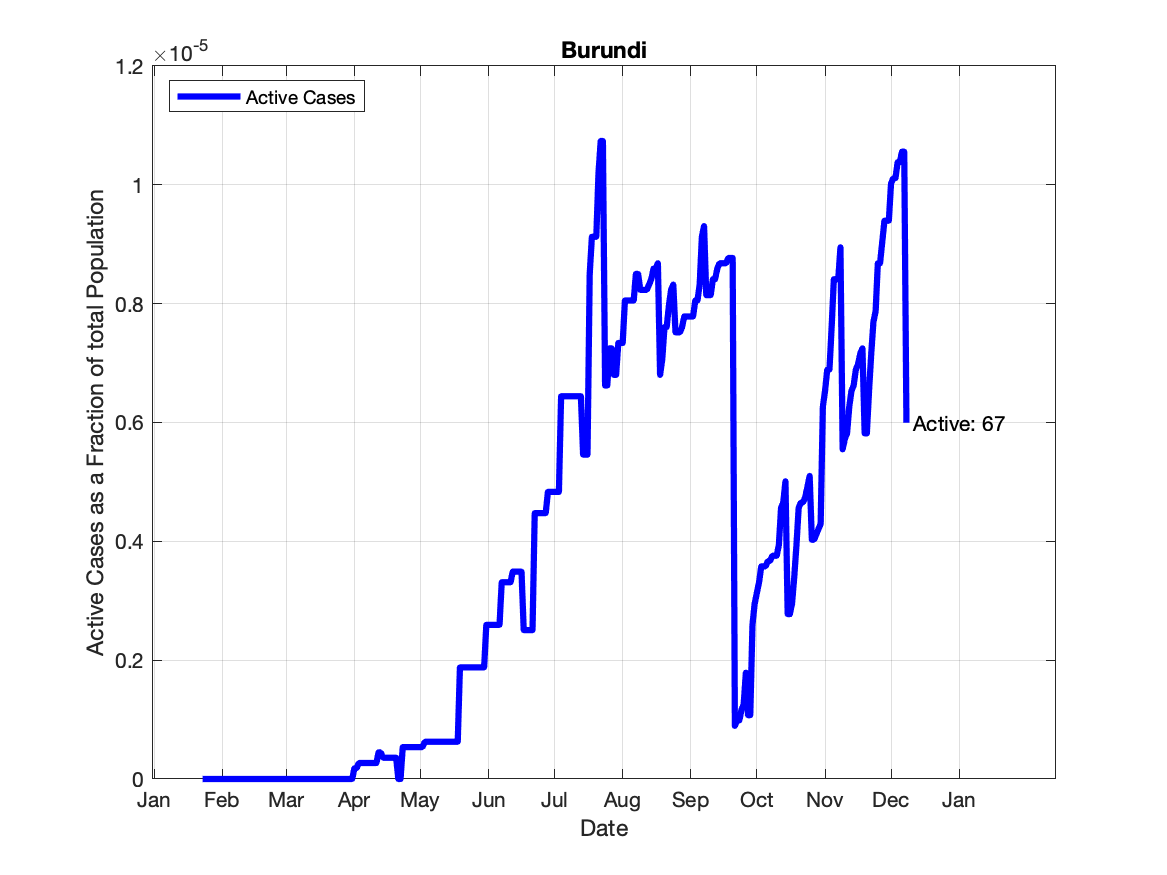 Burundi
×10-5
1.2
1
0.8
0.6
0.4
0.2
0
Active Cases
Active: 67
Active Cases as a Fraction of total Population
Jan Feb Mar Apr May Jun Jul Aug Sep Oct Nov Dec Jan
Date